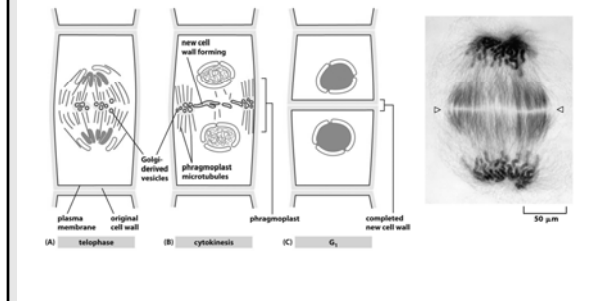 new cell
wall forming
Golgi-
derived
vesicles
phragmoplast
microtubules
plasma
membrane
original
cell wall
phragmoplast
completed
new cell wall
50 µm
(A) telophase
(B) cytokinesis
(C) G₁